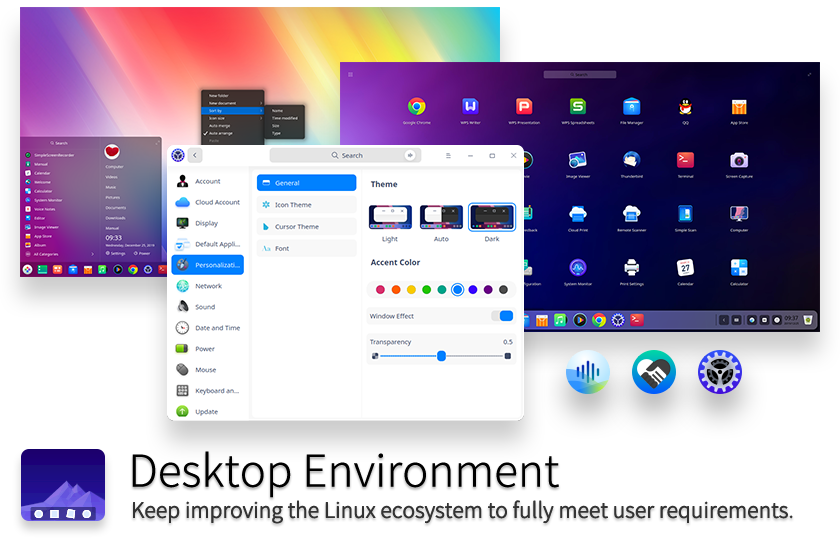 New folder
New document
Sort by
Icon size
Auto merge
Auto arrange
Paste
Name
Time modified
Size
Type
Search
SimpleScreenRecorder
Manual
Calendar
Welcome
Calculator
System Monitor
Voice Notes
Editor
Image Viewer
App Store
Album
All Categories
Computer
Videos
Music
Pictures
Documents
Downloads
Manual
09:33
Settings
Power
Search
Google Chrome
WPS Writer
WPS Presentation
WPS Spreadsheets
File Manager
QQ
App Store
Image Viewer
Thunderbird
Terminal
Screen Capture
Feedback
Cloud Print
Remote Scanner
Simple Scan
Computer
System Monitor
Print Settings
Calendar
Calculator
27
09:37
Search
Account
Cloud Account
Display
Default Appli...
Personalizati...
Network
Sound
Date and Time
Power
Mouse
Keyboard an...
Update
General
Icon Theme
Cursor Theme
Font
Theme
Light
Auto
Dark
Accent Color
Window Effect
Transparency
0.5
Desktop Environment
Keep improving the Linux ecosystem to fully meet user requirements.